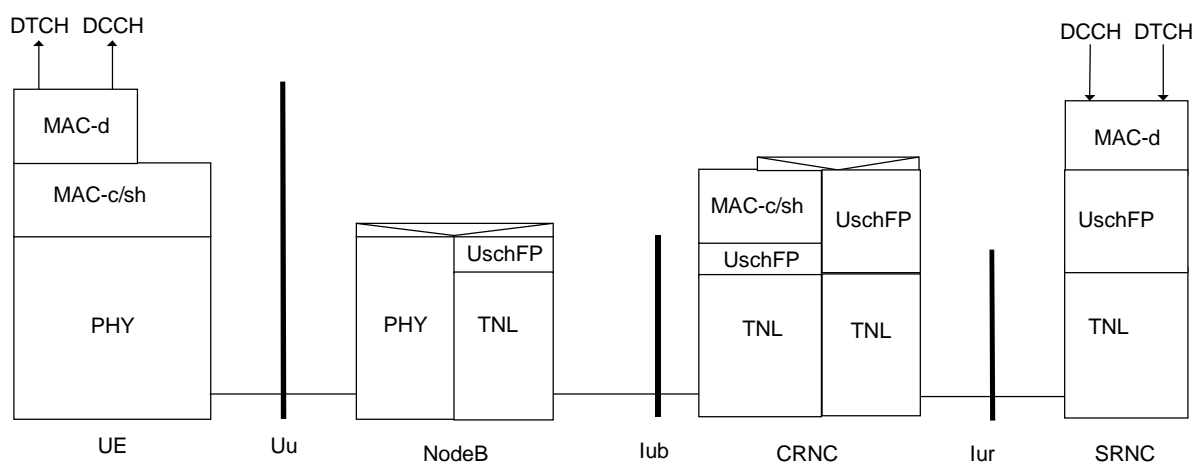 DTCH DCCH
DCCH DTCH
MAC-d
MAC-d
MAC-c/sh
MAC-c/sh
UschFP
UschFP
UschFP
UschFP
PHY
PHY
TNL
TNL
TNL
TNL
UE
Uu
NodeB
Iub
CRNC
Iur
SRNC